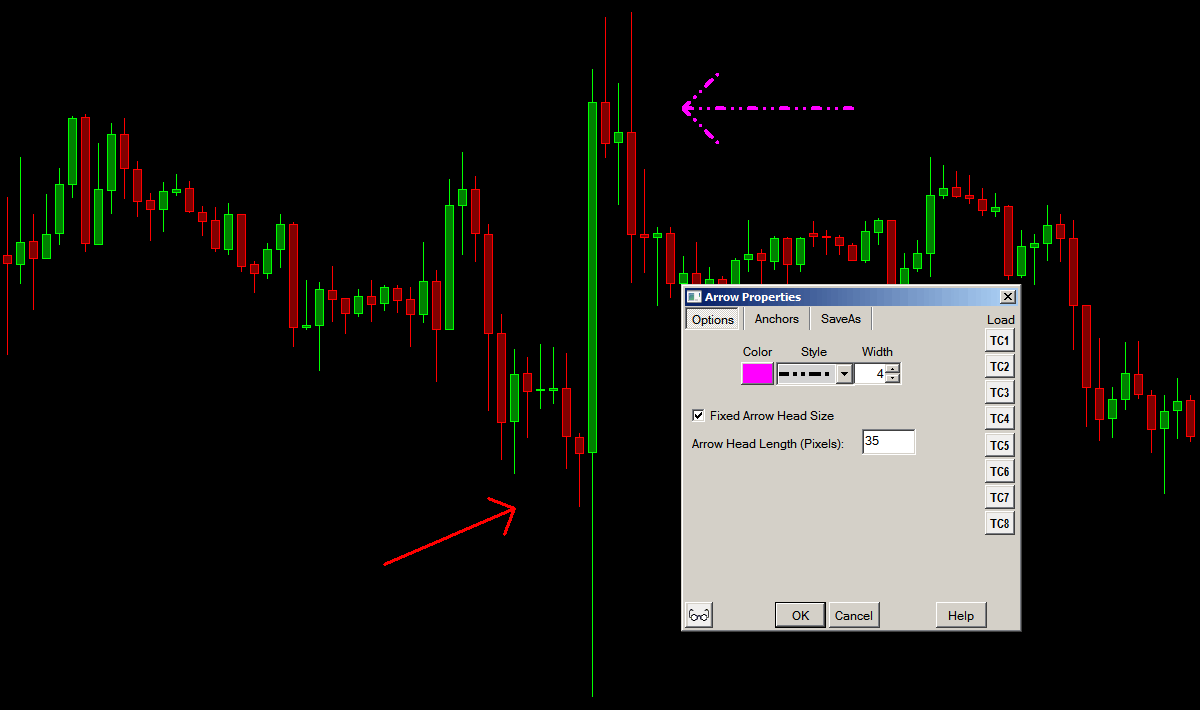 Arrow Properties
Options Anchors SaveAs Load
TC1
Color Style Width
TC2
4
TC3
Fixed Arrow Head Size
TC4
Arrow Head Length (Pixels): 35
TC5
TC6
TC7
TC8
OK Cancel Help